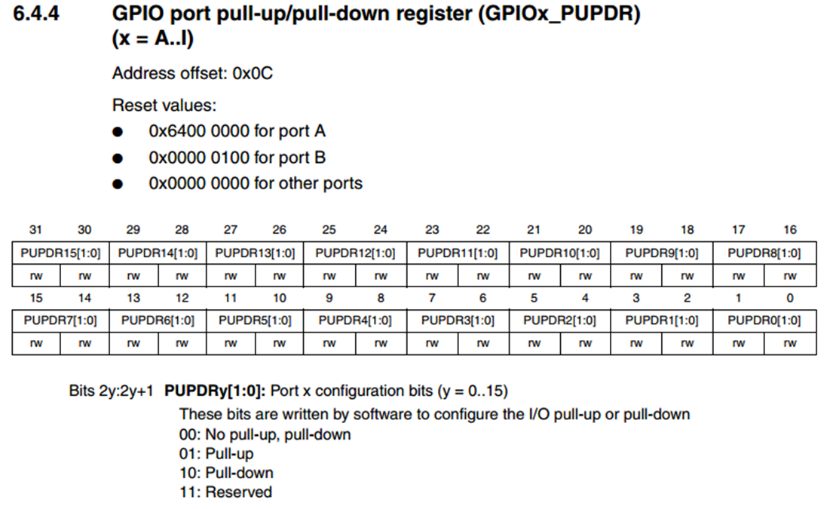 6.4.4 GPIO port pull-up/pull-down register (GPIOx_PUPDR)
(x = A..I)
Address offset: 0x0C
Reset values:
● 0x6400 0000 for port A
● 0x0000 0100 for port B
● 0x0000 0000 for other ports
31 30 29 28 27 26 25 24 23 22 21 20 19 18 17 16
PUPDR15[1:0] PUPDR14[1:0] PUPDR13[1:0] PUPDR12[1:0] PUPDR11[1:0] PUPDR10[1:0] PUPDR9[1:0] PUPDR8[1:0]
rw rw rw rw rw rw rw rw rw rw rw rw rw rw rw rw
15 14 13 12 11 10 9 8 7 6 5 4 3 2 1 0
PUPDR7[1:0] PUPDR6[1:0] PUPDR5[1:0] PUPDR4[1:0] PUPDR3[1:0] PUPDR2[1:0] PUPDR1[1:0] PUPDR0[1:0]
rw rw rw rw rw rw rw rw rw rw rw rw rw rw rw rw
Bits 2y:2y+1 PUPDRy[1:0]: Port x configuration bits (y = 0..15)
These bits are written by software to configure the I/O pull-up or pull-down
00: No pull-up, pull-down
01: Pull-up
10: Pull-down
11: Reserved